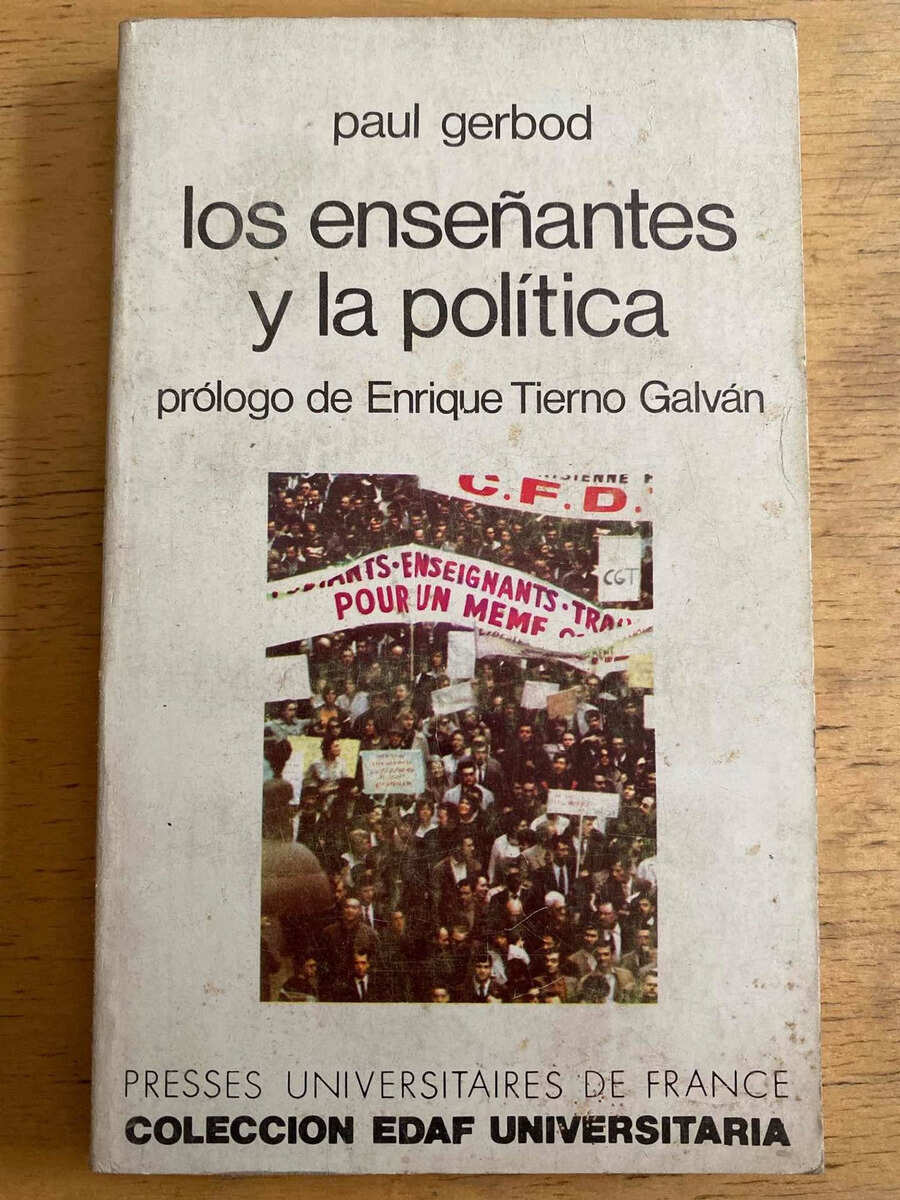 paul gerbod
los enseñantes
y la política
prólogo de Enrique Tierno Galván
C.F.D.
CGT
ENSEIGNANTS
POUR UN MEME
PRESSES UNIVERSITAIRES DE FRANCE
COLECCION EDAF UNIVERSITARIA